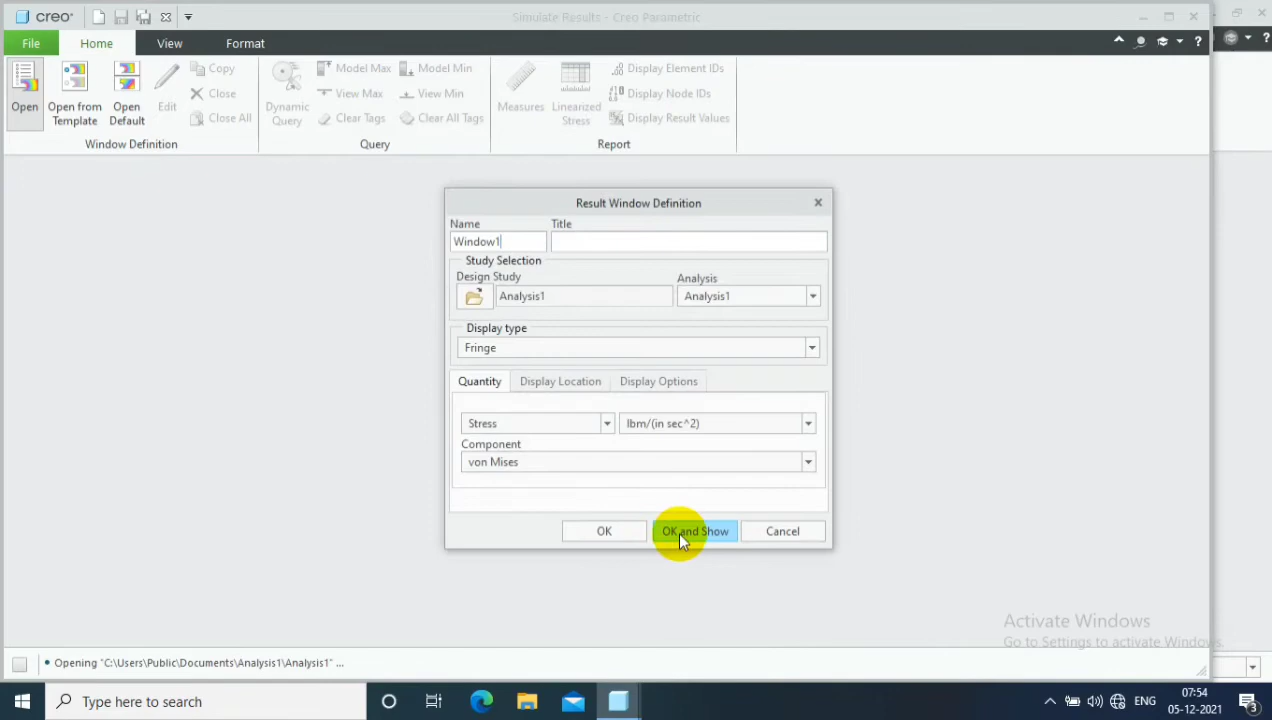 creo
Simulate Results - Creo Parametric
File
Home
View
Format
Open
Open from
Template
Open
Default
Edit
Copy
Close
Close All
Window Definition
Dynamic
Query
Model Max
Model Min
View Max
View Min
Clear Tags
Clear All Tags
Query
Measures
Linearized
Stress
Display Element IDs
Display Node IDs
Display Result Values
Report
Result Window Definition
Name
Title
Window1
Study Selection
Design Study
Analysis
Analysis1
Analysis1
Display type
Fringe
Quantity
Display Location
Display Options
Stress
lbm/(in sec^2)
Component
von Mises
OK
OK and Show
Cancel
Activate Windows
Go to Settings to activate Windows.
• Opening "C:\Users\Public\Documents\Analysis1\Analysis1" ...
Type here to search
ENG
07:54
05-12-2021
3